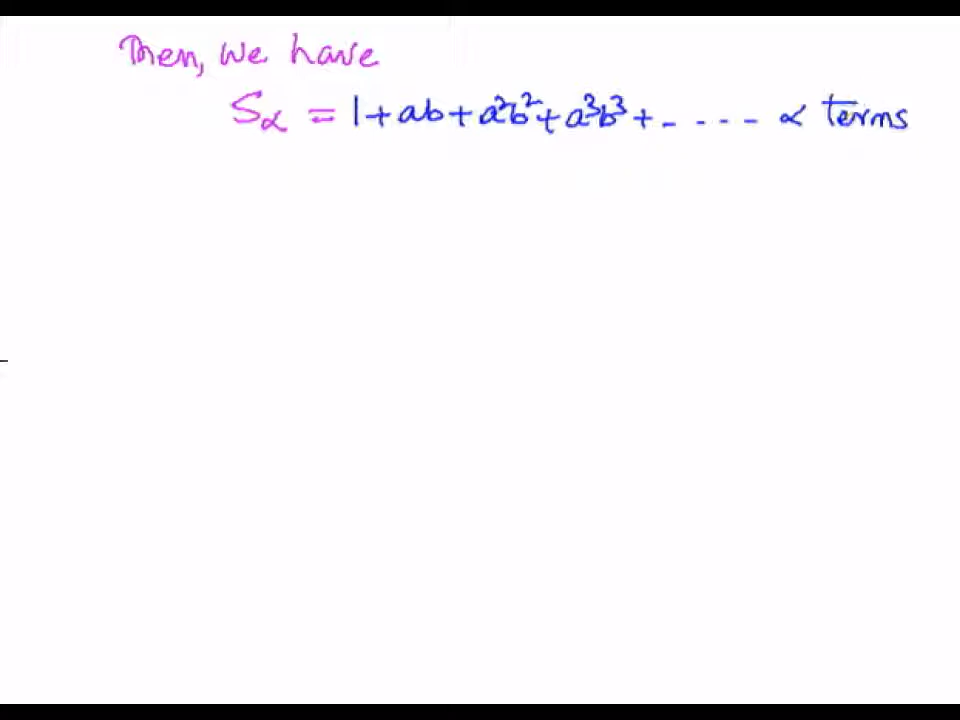 Then, we have
S∝ = 1 + ab + a²b² + a³b³ + - - - - - ∝ terms